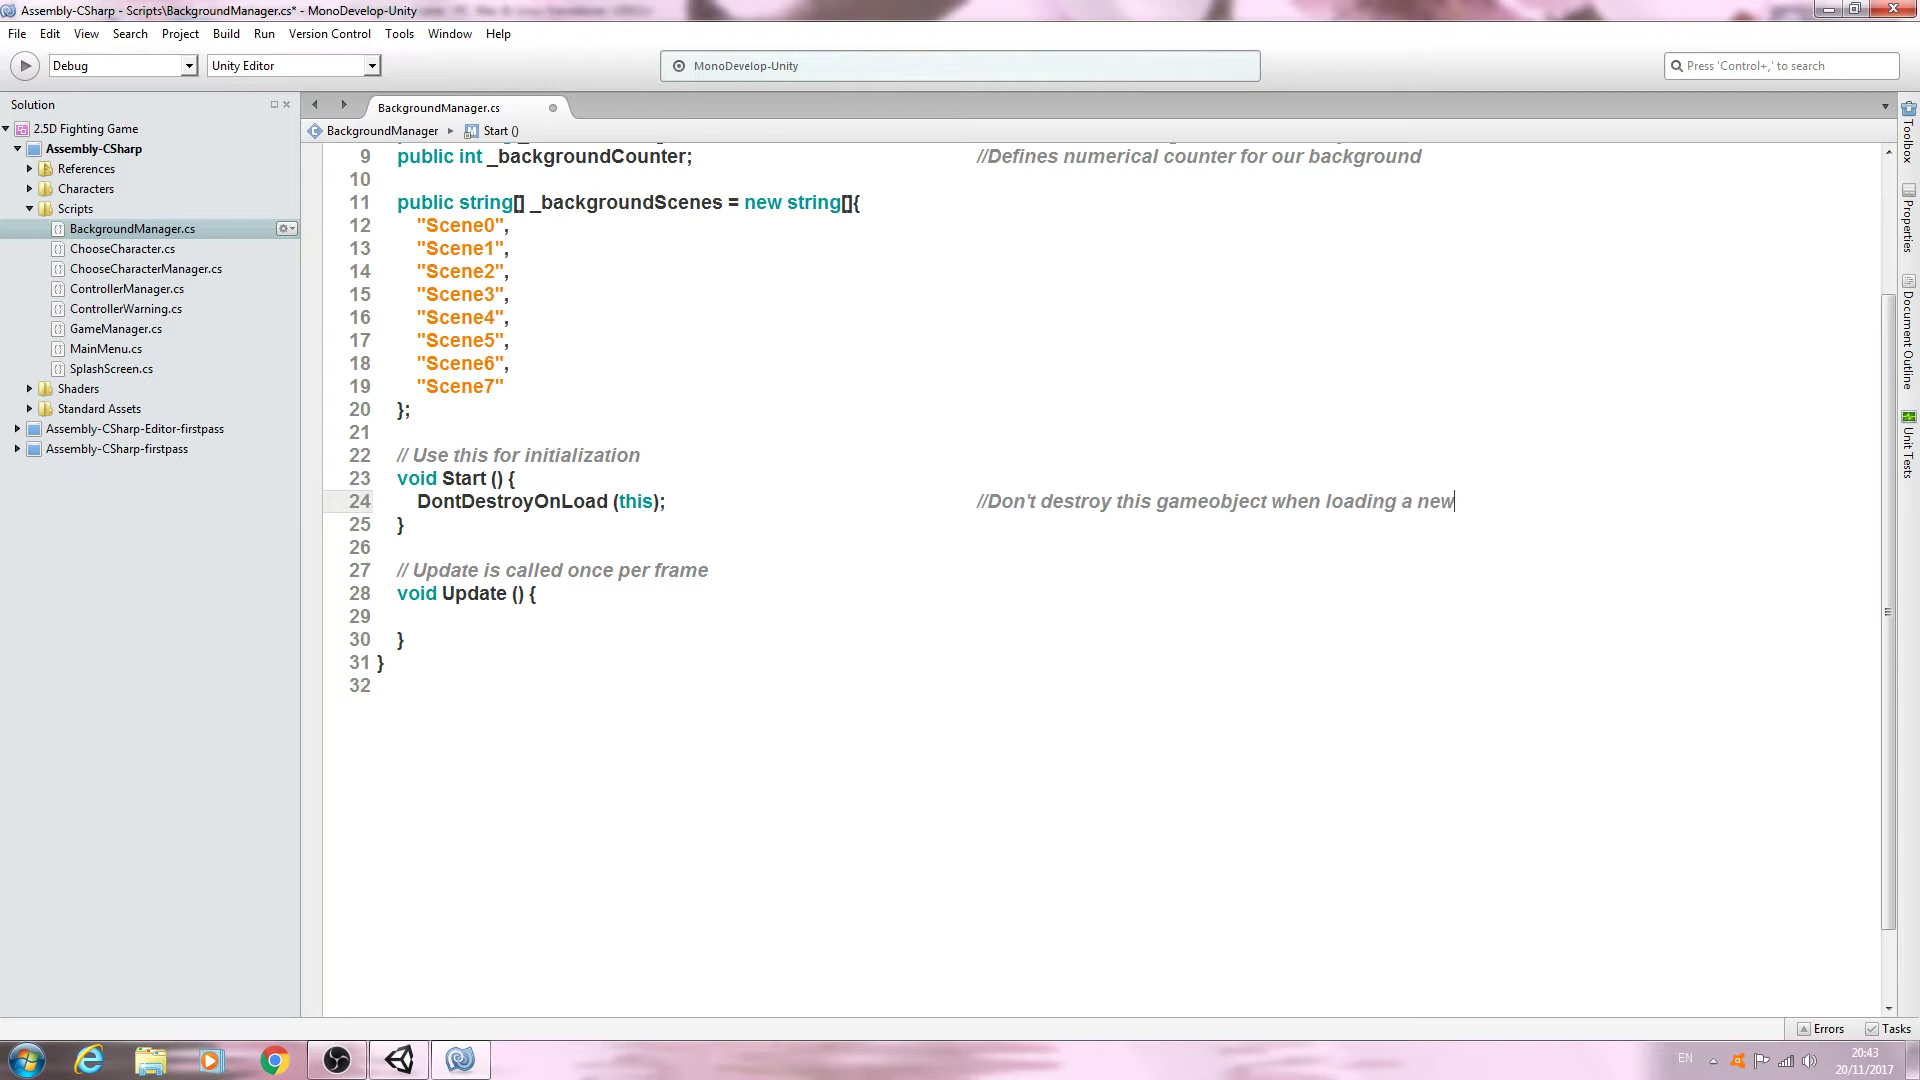 Assembly-CSharp - Scripts\BackgroundManager.cs* - MonoDevelop-Unity
File Edit View Search Project Build Run Version Control Tools Window Help
Debug Unity Editor MonoDevelop-Unity Press 'Control+,' to search
Solution
2.5D Fighting Game
Assembly-CSharp
References
Characters
Scripts
BackgroundManager.cs
ChooseCharacter.cs
ChooseCharacterManager.cs
ControllerManager.cs
ControllerWarning.cs
GameManager.cs
MainMenu.cs
SplashScreen.cs
Shaders
Standard Assets
Assembly-CSharp-Editor-firstpass
Assembly-CSharp-firstpass
BackgroundManager.cs
BackgroundManager Start ()
9 public int _backgroundCounter; //Defines numerical counter for our background
10
11 public string[] _backgroundScenes = new string[]{
12 "Scene0",
13 "Scene1",
14 "Scene2",
15 "Scene3",
16 "Scene4",
17 "Scene5",
18 "Scene6",
19 "Scene7"
20 };
21
22 // Use this for initialization
23 void Start () {
24 DontDestroyOnLoad (this); //Don't destroy this gameobject when loading a new
25 }
26
27 // Update is called once per frame
28 void Update () {
29
30 }
31 }
32
Toolbox
Properties
Document Outline
Unit Tests
Errors Tasks
EN
20:43
20/11/2017